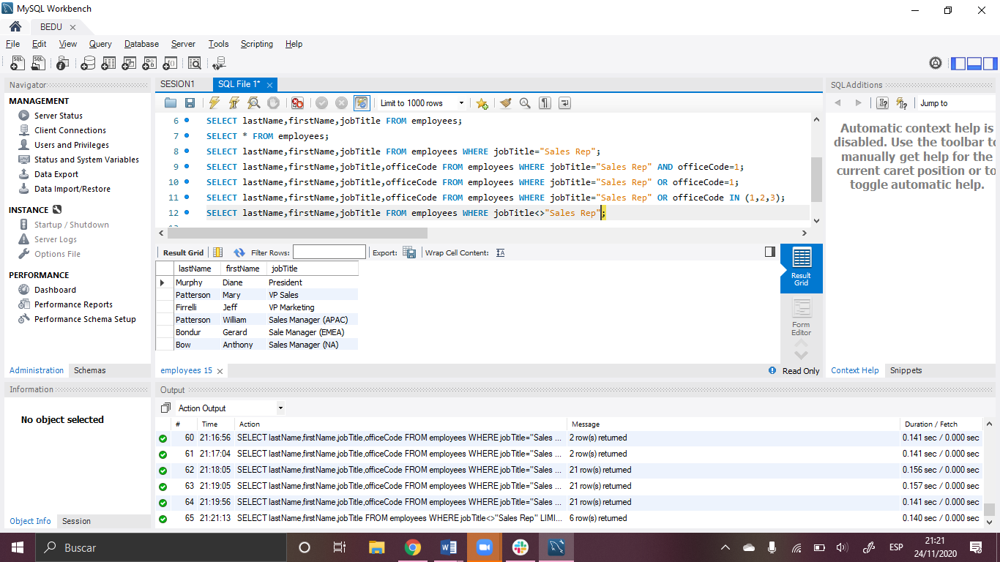 MySQL Workbench
BEDU
File Edit View Query Database Server Tools Scripting Help
Navigator
MANAGEMENT
Server Status
Client Connections
Users and Privileges
Status and System Variables
Data Export
Data Import/Restore
INSTANCE
Startup / Shutdown
Server Logs
Options File
PERFORMANCE
Dashboard
Performance Reports
Performance Schema Setup
Administration Schemas
Information
No object selected
Object Info Session
SESION1 SQL File 1*
Limit to 1000 rows
6 SELECT lastName,firstName,jobTitle FROM employees;
7 SELECT * FROM employees;
8 SELECT lastName,firstName,jobTitle FROM employees WHERE jobTitle="Sales Rep";
9 SELECT lastName,firstName,jobTitle,officeCode FROM employees WHERE jobTitle="Sales Rep" AND officeCode=1;
10 SELECT lastName,firstName,jobTitle,officeCode FROM employees WHERE jobTitle="Sales Rep" OR officeCode=1;
11 SELECT lastName,firstName,jobTitle,officeCode FROM employees WHERE jobTitle="Sales Rep" OR officeCode IN (1,2,3);
12 SELECT lastName,firstName,jobTitle FROM employees WHERE jobTitle<>"Sales Rep";
Result Grid Filter Rows: Export: Wrap Cell Content:
lastName firstName jobTitle
Murphy Diane President
Patterson Mary VP Sales
Firrelli Jeff VP Marketing
Patterson William Sales Manager (APAC)
Bondur Gerard Sale Manager (EMEA)
Bow Anthony Sales Manager (NA)
Result
Grid
Form
Editor
employees 15 Read Only
SQLAdditions
Jump to
Automatic context help is
disabled. Use the toolbar to
manually get help for the
current caret position or to
toggle automatic help.
Context Help Snippets
Output
Action Output
# Time Action Message Duration / Fetch
60 21:16:56 SELECT lastName,firstName,jobTitle,officeCode FROM employees WHERE jobTitle="Sales ... 2 row(s) returned 0.141 sec / 0.000 sec
61 21:17:04 SELECT lastName,firstName,jobTitle,officeCode FROM employees WHERE jobTitle="Sales ... 2 row(s) returned 0.141 sec / 0.000 sec
62 21:18:05 SELECT lastName,firstName,jobTitle,officeCode FROM employees WHERE jobTitle="Sales ... 21 row(s) returned 0.156 sec / 0.000 sec
63 21:19:05 SELECT lastName,firstName,jobTitle,officeCode FROM employees WHERE jobTitle="Sales ... 21 row(s) returned 0.157 sec / 0.000 sec
64 21:19:56 SELECT lastName,firstName,jobTitle,officeCode FROM employees WHERE jobTitle="Sales ... 21 row(s) returned 0.141 sec / 0.000 sec
65 21:21:13 SELECT lastName,firstName,jobTitle FROM employees WHERE jobTitle<>"Sales Rep" LIMI... 6 row(s) returned 0.140 sec / 0.000 sec
Buscar
ESP
21:21
24/11/2020